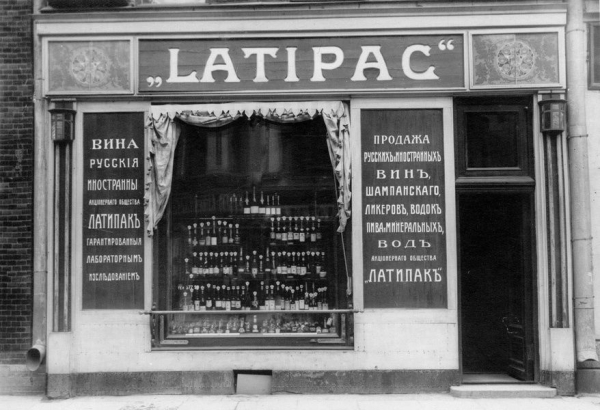 „LATIPAC“
ВИНА
РУССКІЯ
ИНОСТРАННЫ
АКЦІОНЕРНАГО ОБЩЕСТВА
ЛАТИПАКЪ
ГАРАНТИРОВАННЫЯ
ЛАБОРАТОРНЫМЪ
ИЗСЛѢДОВАНІЕМЪ
ПРОДАЖА
РУССКИХЪ и ИНОСТРАННЫХЪ
ВИНЪ,
ШАМПАНСКАГО,
ЛИКЕРОВЪ, ВОДОКЪ
ПИВА и МИНЕРАЛЬНЫХЪ,
ВОДЪ
АКЦІОНЕРНАГО ОБЩЕСТВА
„ЛАТИПАКЪ“